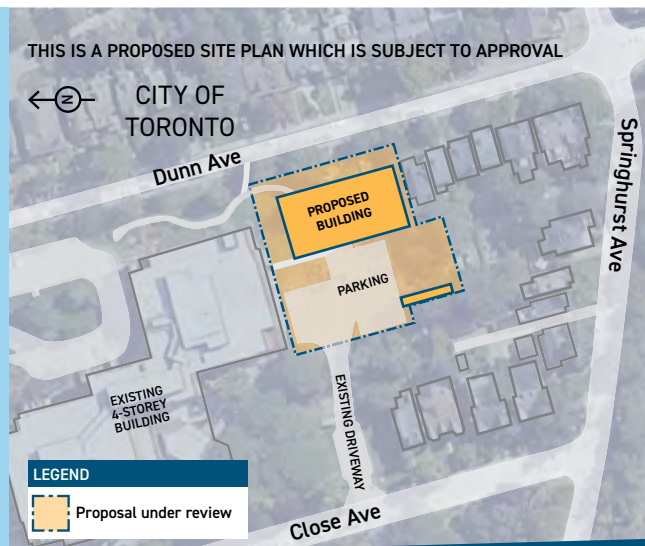 THIS IS A PROPOSED SITE PLAN WHICH IS SUBJECT TO APPROVAL
N
CITY OF
TORONTO
Dunn Ave
Springhurst Ave
PROPOSED
BUILDING
PARKING
EXISTING
4-STOREY
BUILDING
EXISTING DRIVEWAY
LEGEND
Proposal under review
Close Ave